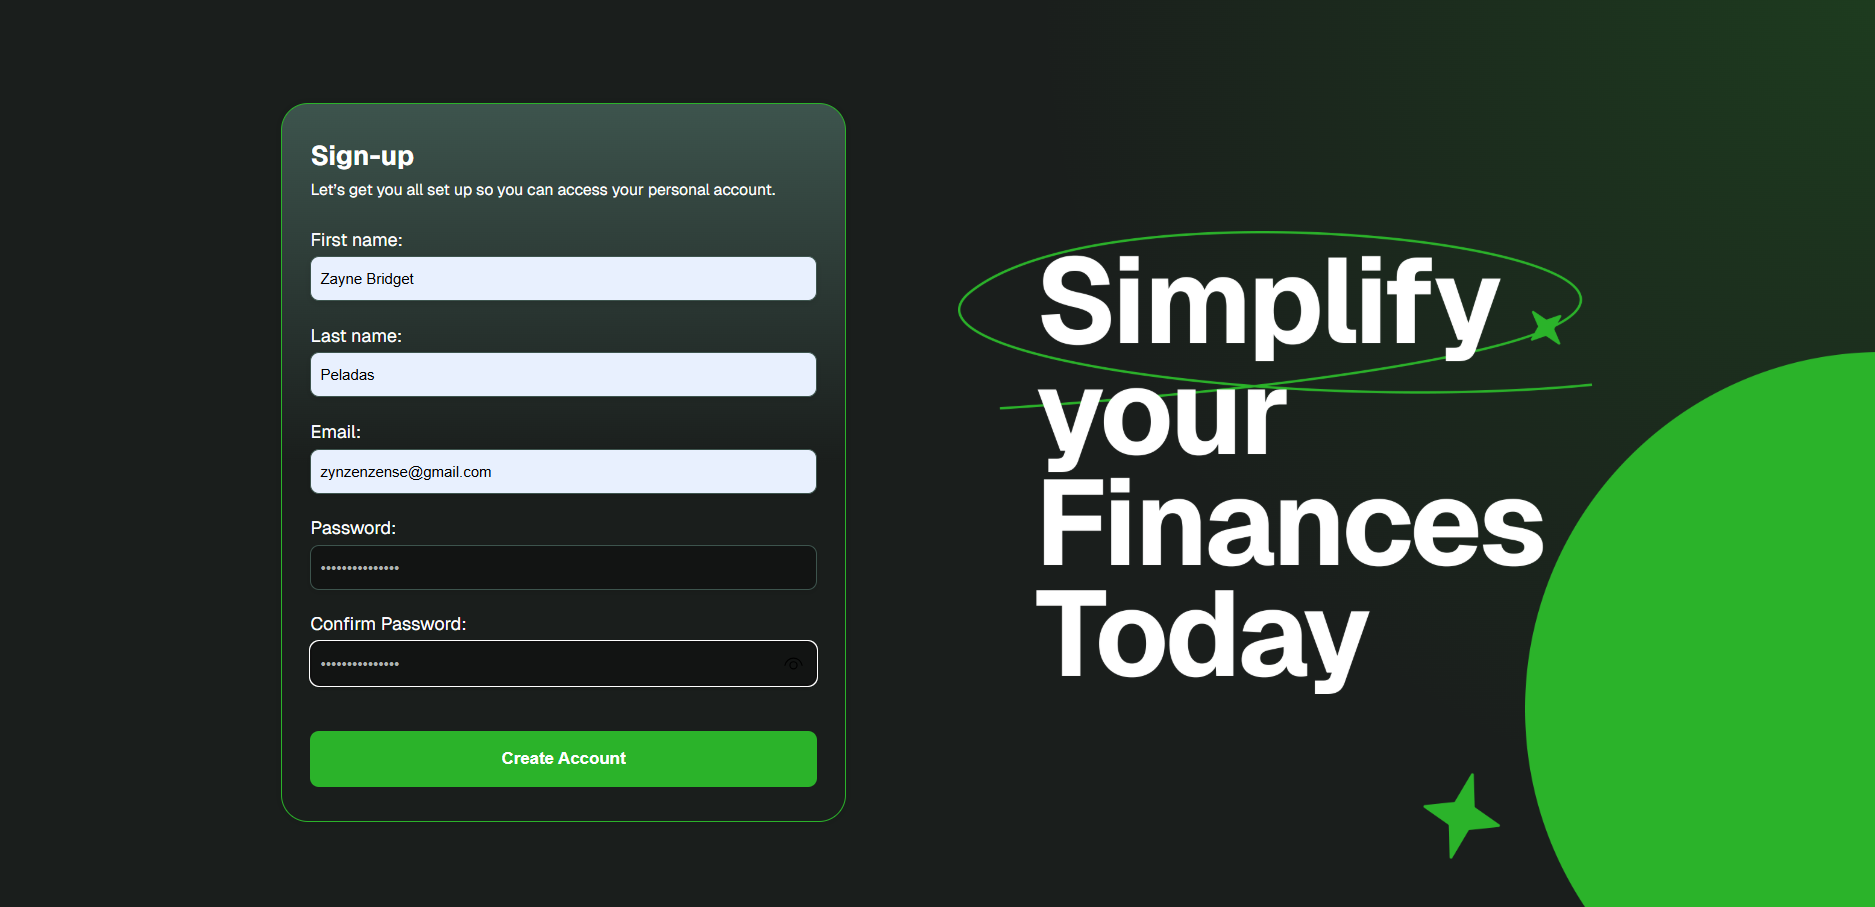 Sign-up
Let's get you all set up so you can access your personal account.
First name:
Zayne Bridget
Last name:
Peladas
Email:
zynzenzense@gmail.com
Password:
•••••••••••••••
Confirm Password:
•••••••••••••••
Create Account
Simplify
your
Finances
Today